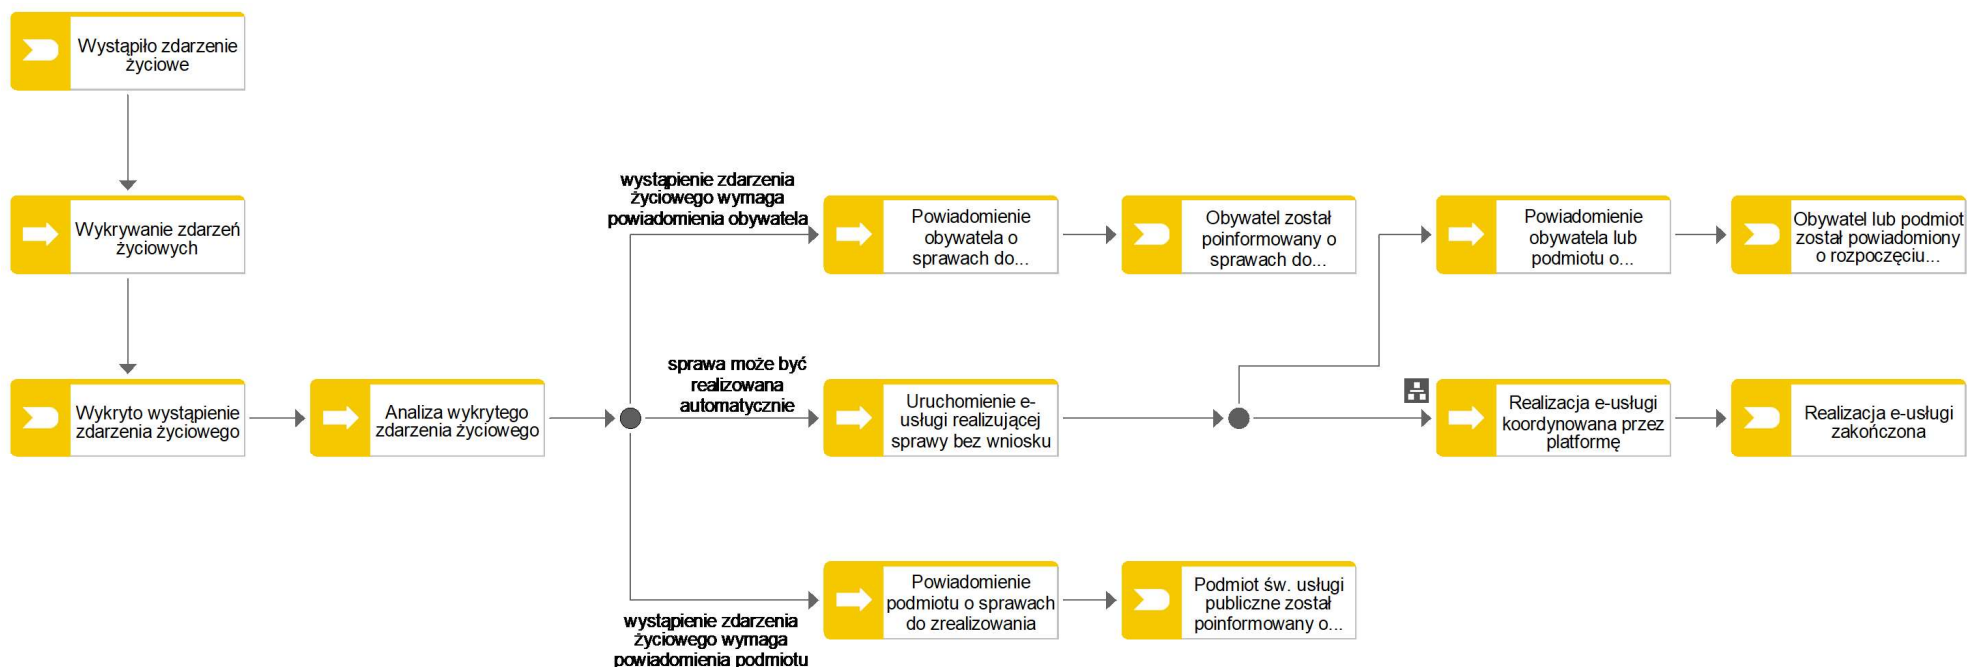 Wystąpiło zdarzenie
życiowe
wystąpienie zdarzenia
życiowego wymaga
powiadomienia obywatela
Wykrywanie zdarzeń
życiowych
Powiadomienie
obywatela o
sprawach do...
Obywatel został
poinformowany o
sprawach do...
Powiadomienie
obywatela lub
podmiotu o...
Obywatel lub podmiot
został powiadomiony
o rozpoczęciu...
sprawa może być
realizowana
automatycznie
Wykryto wystąpienie
zdarzenia życiowego
Analiza wykrytego
zdarzenia życiowego
Uruchomienie e-
usługi realizującej
sprawy bez wniosku
Realizacja e-usługi
koordynowana przez
platformę
Realizacja e-usługi
zakończona
Powiadomienie
podmiotu o sprawach
do zrealizowania
Podmiot św. usługi
publiczne został
poinformowany o...
wystąpienie zdarzenia
życiowego wymaga
powiadomienia podmiotu